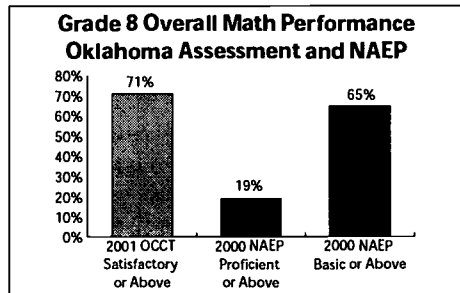 Grade 8 Overall Math Performance
Oklahoma Assessment and NAEP
80%
70%
60%
50%
40%
30%
20%
10%
0%
71%
19%
65%
2001 OCCT
Satisfactory
or Above
2000 NAEP
Proficient
or Above
2000 NAEP
Basic or Above